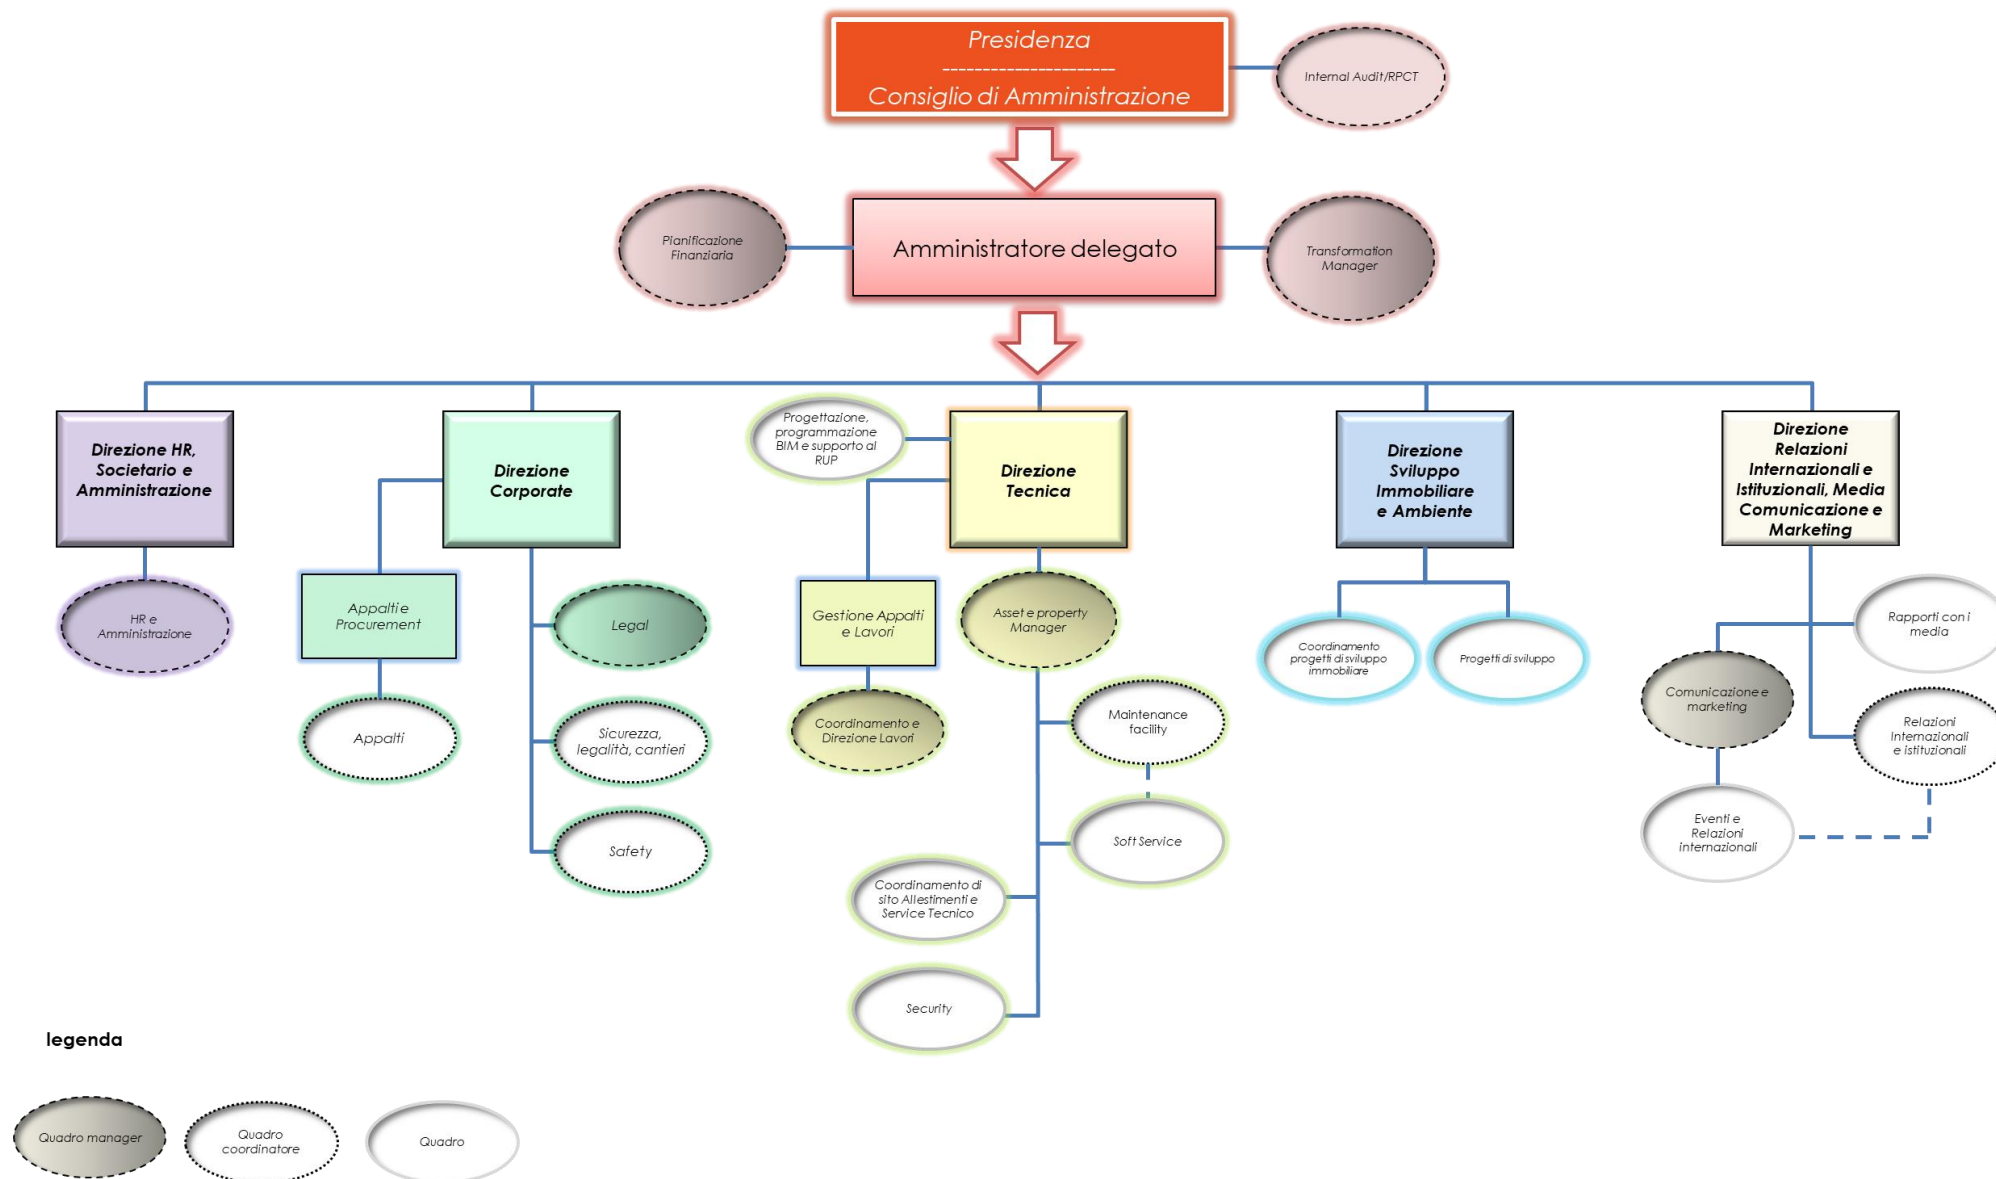 Presidenza
----------------------
Consiglio di Amministrazione
Internal Audit/RPCT
Pianificazione
Finanziaria
Amministratore delegato
Transformation
Manager
Direzione HR,
Societario e
Amministrazione
Direzione
Corporate
Progettazione,
programmazione
BIM e supporto al
RUP
Direzione
Tecnica
Direzione
Sviluppo
Immobiliare
e Ambiente
Direzione
Relazioni
Internazionali e
Istituzionali, Media
Comunicazione e
Marketing
HR e
Amministrazione
Appalti e
Procurement
Legal
Gestione Appalti
e Lavori
Asset e property
Manager
Coordinamento
progetti di sviluppo
immobiliare
Progetti di sviluppo
Rapporti con i
media
Comunicazione e
marketing
Appalti
Sicurezza,
legalità, cantieri
Coordinamento e
Direzione Lavori
Maintenance
facility
Relazioni
Internazionali
e istituzionali
Safety
Soft Service
Eventi e
Relazioni
internazionali
Coordinamento di
sito Allestimenti e
Service Tecnico
Security
legenda
Quadro manager
Quadro
coordinatore
Quadro